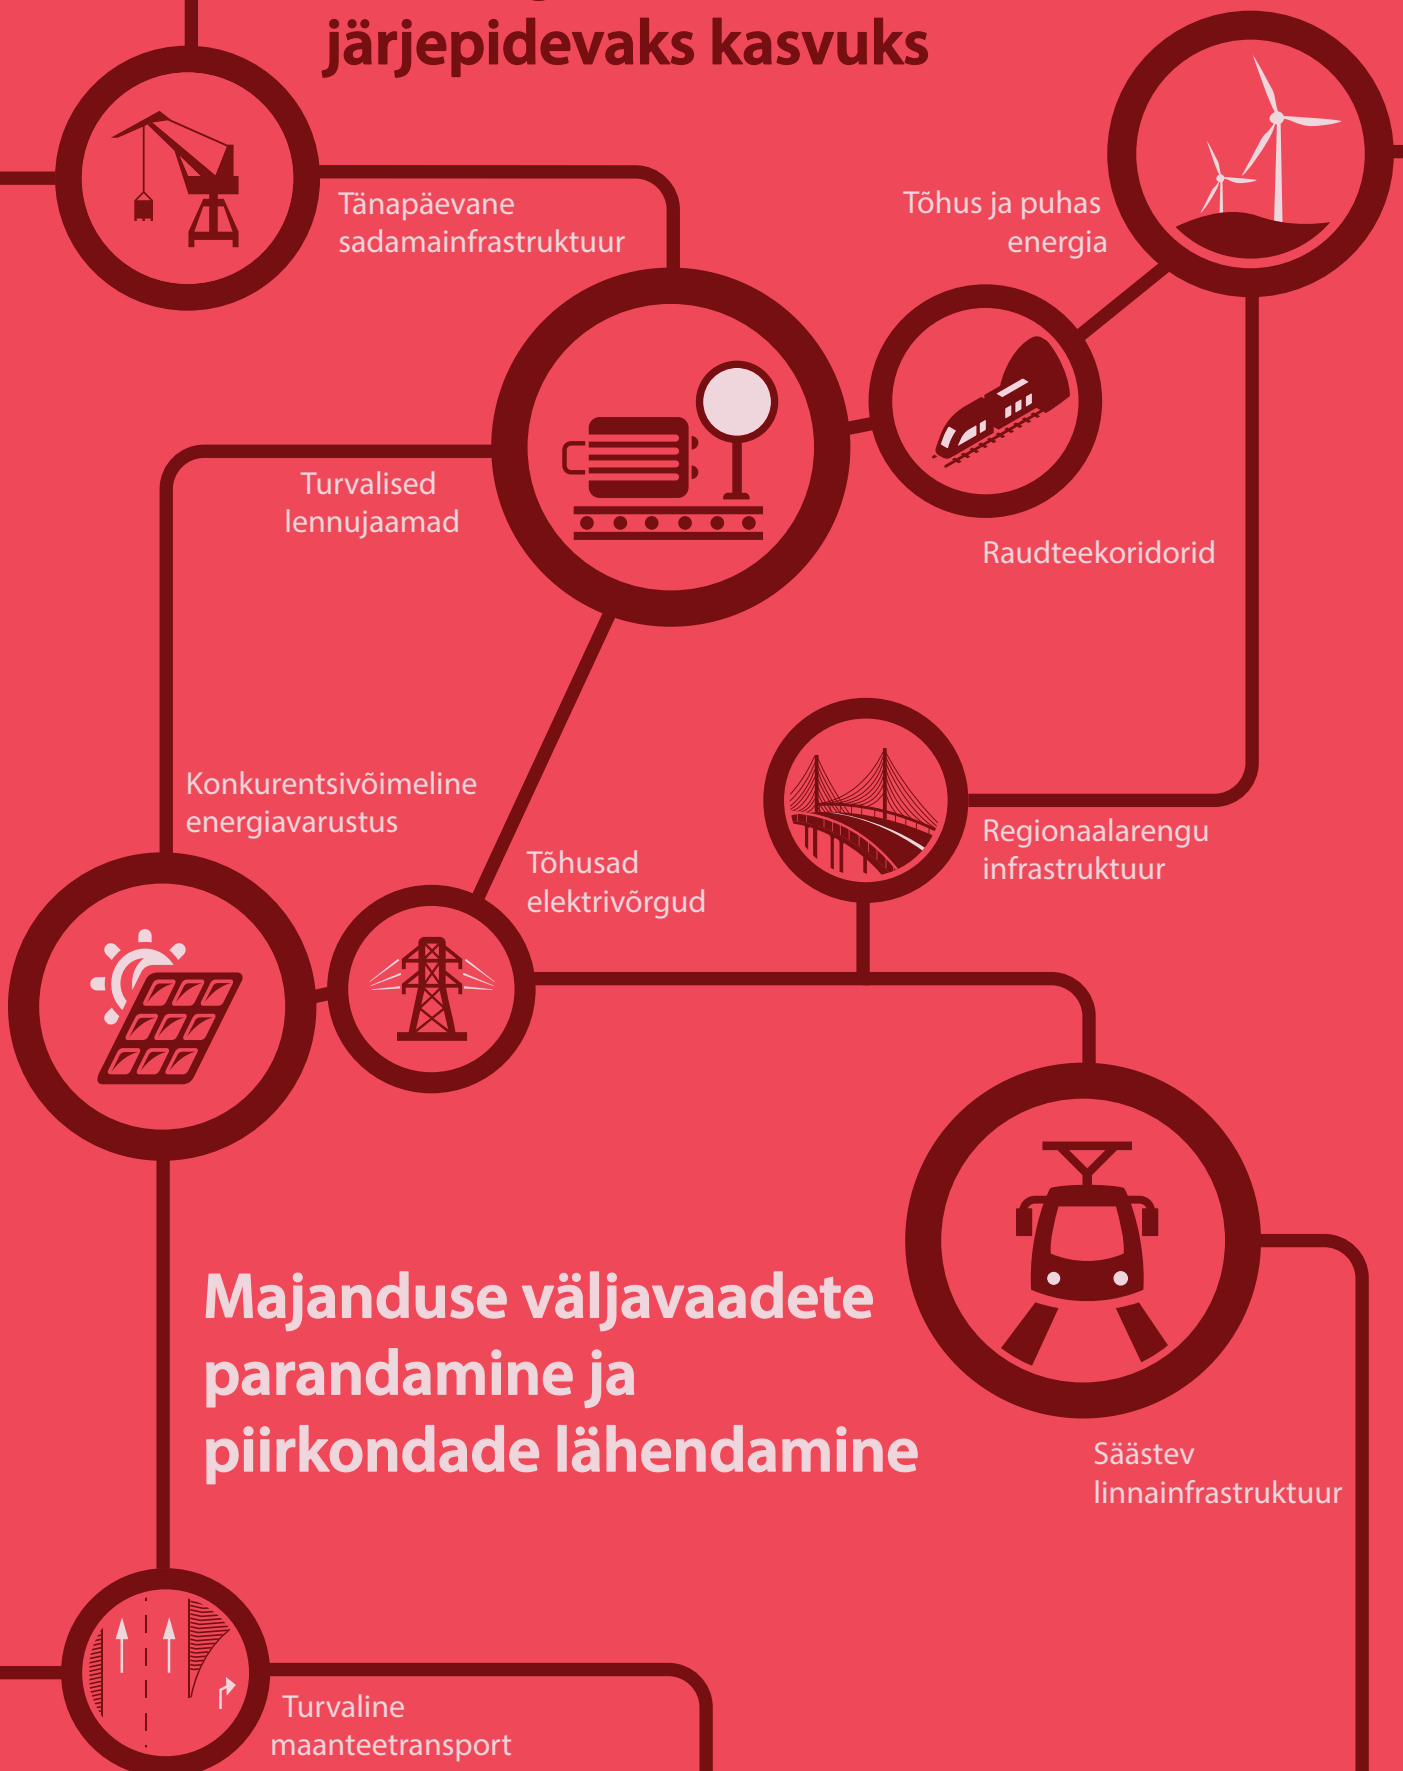 järjepidevaks kasvuks
Tänapäevane
sadamainfrastruktuur
Tõhus ja puhas
energia
Turvalised
lennujaamad
Raudteekoridorid
Konkurentsivõimeline
energiavarustus
Regionaalarengu
infrastruktuur
Tõhusad
elektrivõrgud
Majanduse väljavaadete
parandamine ja
piirkondade lähendamine
Säästev
linnainfrastruktuur
Turvaline
maanteetransport